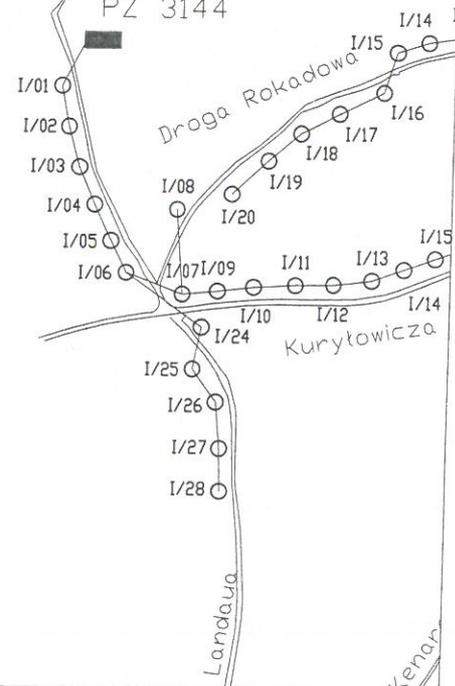 PZ 3144
I/14
I/15
I/01
I/16
Droga Rokadowa
I/02
I/17
I/18
I/03
I/19
I/08
I/20
I/04
I/05
I/15
I/06
I/07
I/09
I/11
I/13
I/10
I/12
I/14
I/24
Kuryłowicza
I/25
I/26
I/27
I/28
Landaua